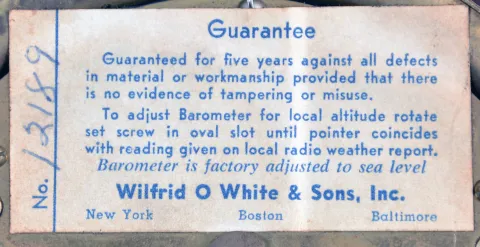 Guarantee
Guaranteed for five years against all defects
in material or workmanship provided that there
is no evidence of tampering or misuse.
To adjust Barometer for local altitude rotate
set screw in oval slot until pointer coincides
with reading given on local radio weather report.
Barometer is factory adjusted to sea level
Wilfrid O White & Sons, Inc.
New York Boston Baltimore
No. 12189